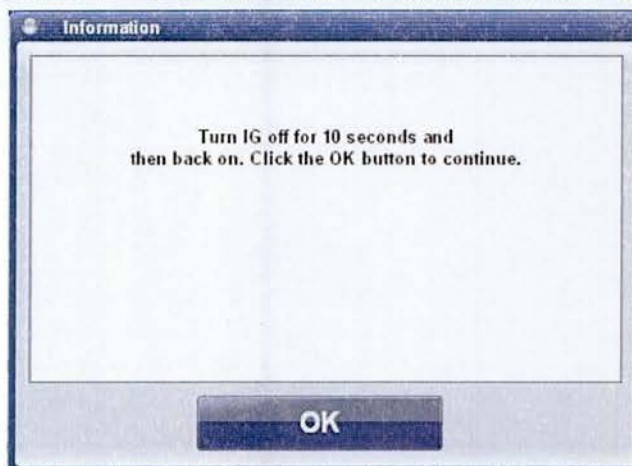 Information
Turn IG off for 10 seconds and
then back on. Click the OK button to continue.
OK